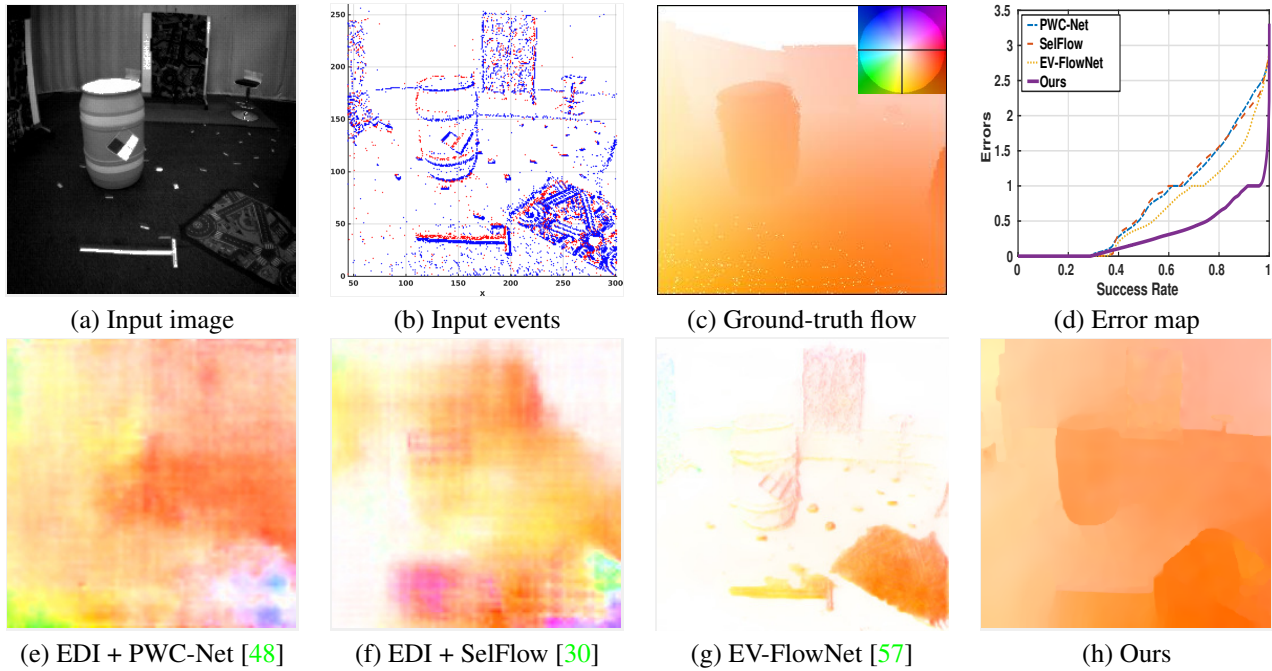 250
200
150
100
50
0
50
100
150
200
250
300
x
3.5
3
2.5
2
1.5
1
0.5
0
Errors
PWC-Net
SelFlow
EV-FlowNet
Ours
0
0.2
0.4
0.6
0.8
1
Success Rate
(a) Input image
(b) Input events
(c) Ground-truth flow
(d) Error map
(e) EDI + PWC-Net [48]
(f) EDI + SelFlow [30]
(g) EV-FlowNet [57]
(h) Ours